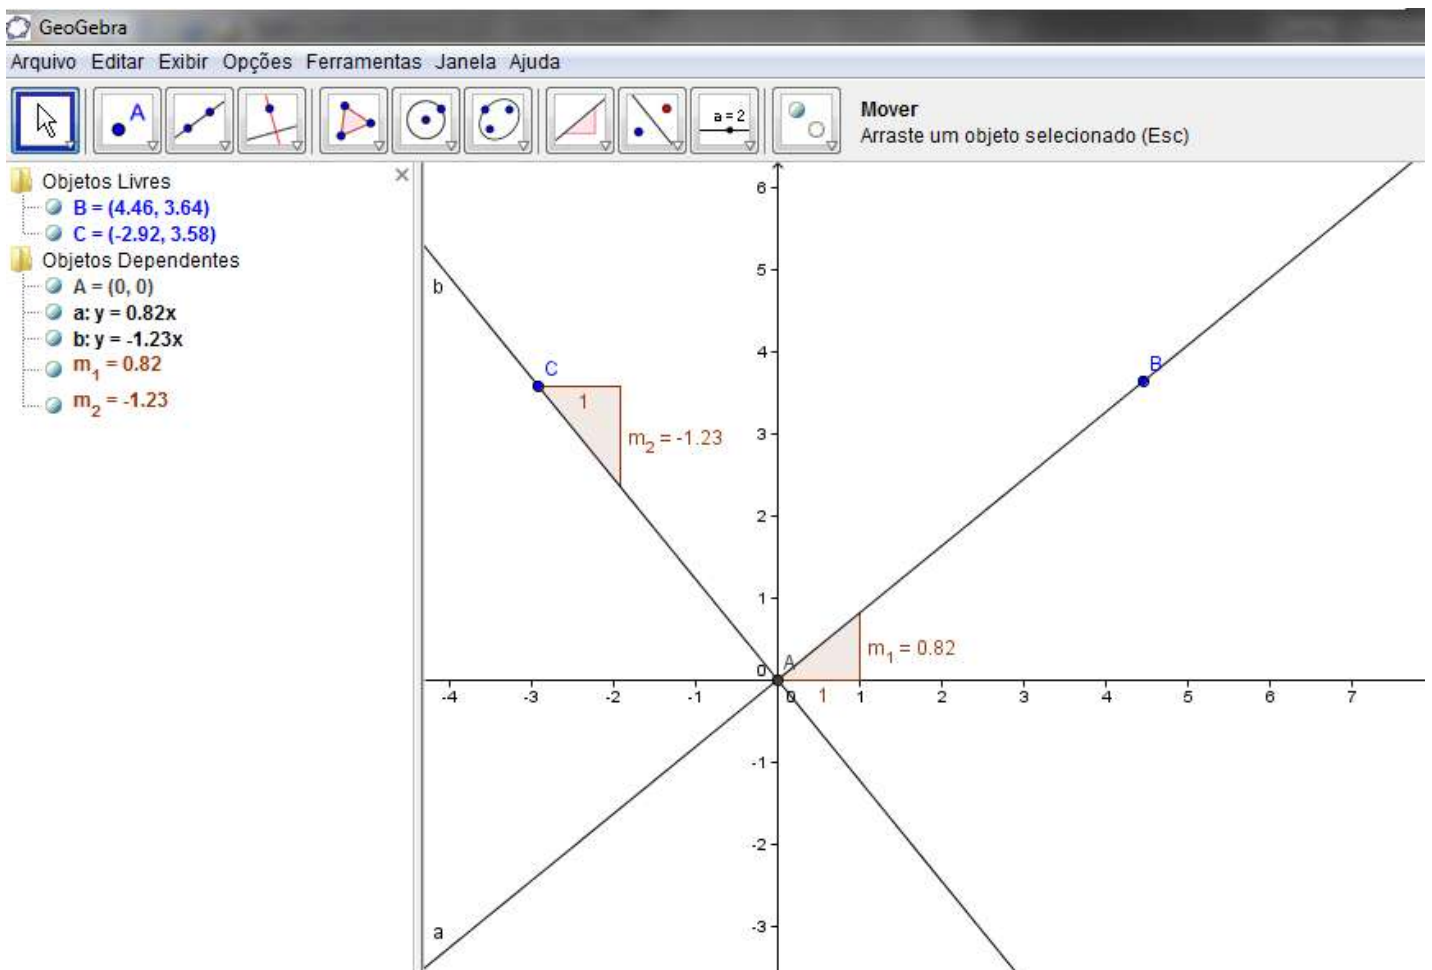 GeoGebra
Arquivo Editar Exibir Opções Ferramentas Janela Ajuda
A
a = 2
Mover
Arraste um objeto selecionado (Esc)
Objetos Livres
B = (4.46, 3.64)
C = (-2.92, 3.58)
Objetos Dependentes
A = (0, 0)
a: y = 0.82x
b: y = -1.23x
m1 = 0.82
m2 = -1.23
6
5
b
4
C
B
1
m2 = -1.23
3
2
1
m1 = 0.82
0 A
-4 -3 -2 -1 0 1 1 2 3 4 5 6 7
-1
-2
a
-3